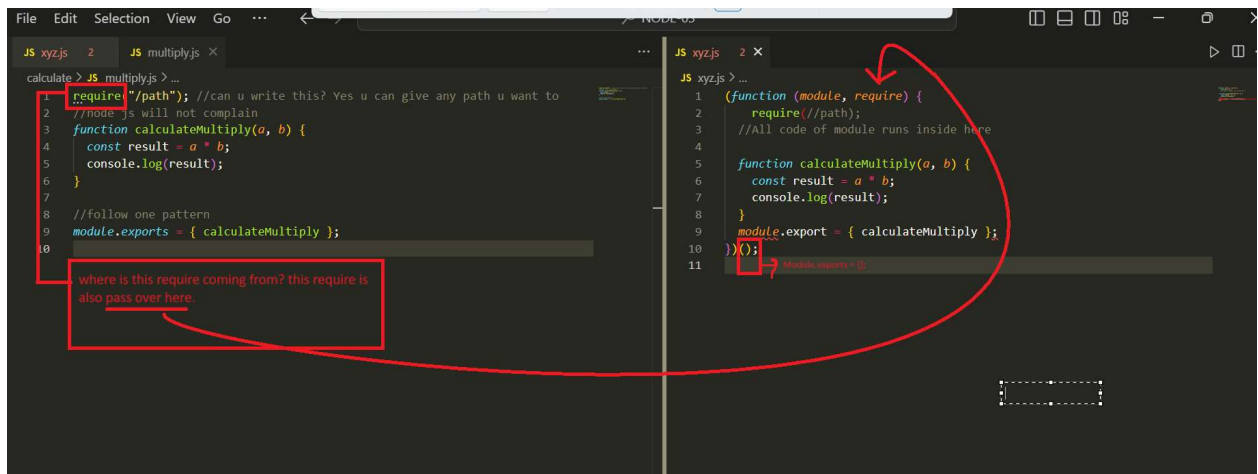 File Edit Selection View Go ··· NODE-03
JS xyz.js 2 JS multiply.js
calculate > JS multiply.js > ...
1 require("/path"); //can u write this? Yes u can give any path u want to
2 //node js will not complain
3 function calculateMultiply(a, b) {
4 const result = a * b;
5 console.log(result);
6 }
7
8 //follow one pattern
9 module.exports = { calculateMultiply };
10
where is this require coming from? this require is
also pass over here.
JS xyz.js 2
JS xyz.js > ...
1 (function (module, require) {
2 require(//path);
3 //All code of module runs inside here
4
5 function calculateMultiply(a, b) {
6 const result = a * b;
7 console.log(result);
8 }
9 module.export = { calculateMultiply };
10 })();
11 Module.exports = {};